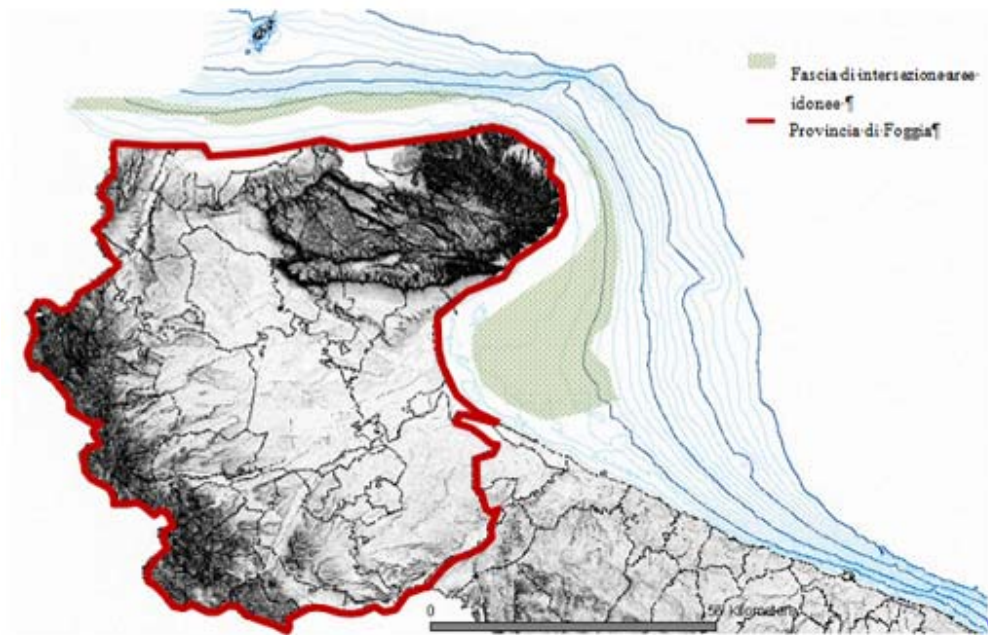 Fascia di intersezione aree
idonee ¶
Provincia di Foggia¶
0
50 Kilometers